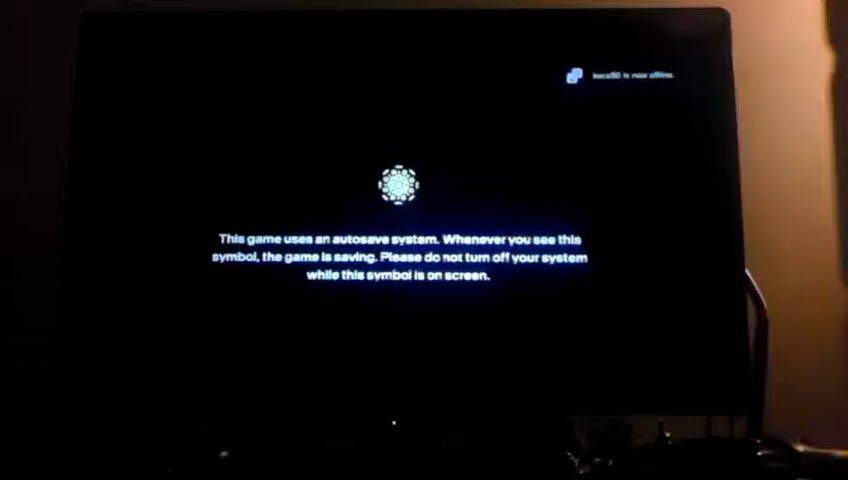 is now offline.
This game uses an autosave system. Whenever you see this
symbol, the game is saving. Please do not turn off your system
while this symbol is on screen.